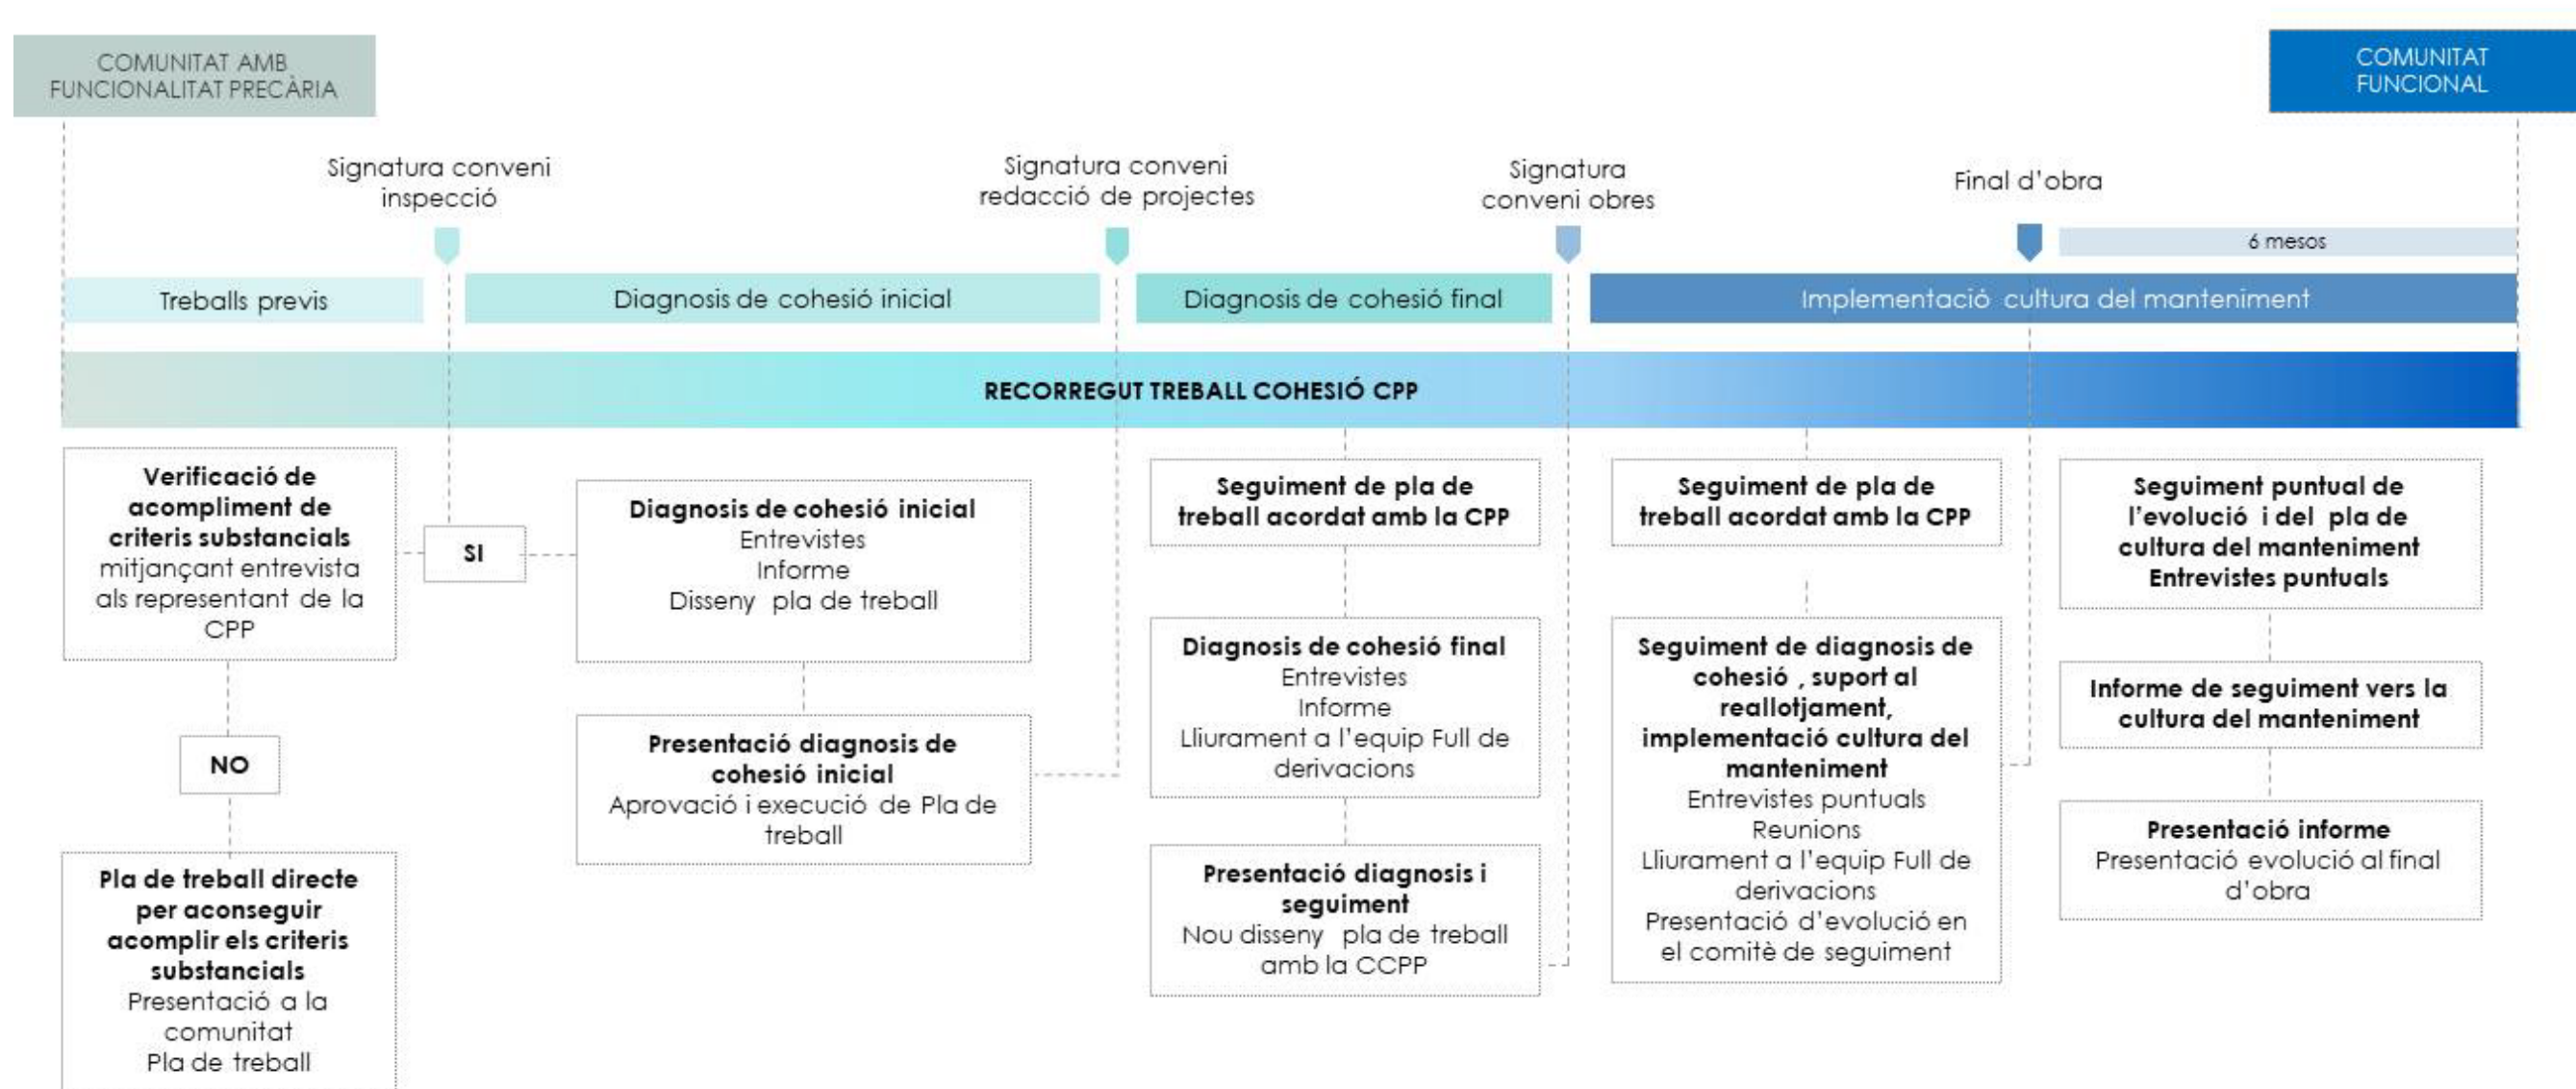 COMUNITAT AMB
FUNCIONALITAT PRECÀRIA
COMUNITAT
FUNCIONAL
Signatura conveni
inspecció
Signatura conveni
redacció de projectes
Signatura
conveni obres
Final d'obra
6 mesos
Treballs previs
Diagnosis de cohesió inicial
Diagnosis de cohesió final
Implementació cultura del manteniment
RECORREGUT TREBALL COHESIÓ CPP
Verificació de
acompliment de
criteris substancials
mitjançant entrevista
als representant de la
CPP
SI
NO
Pla de treball directe
per aconseguir
acomplir els criteris
substancials
Presentació a la
comunitat
Pla de treball
Diagnosis de cohesió inicial
Entrevistes
Informe
Disseny pla de treball
Presentació diagnosis de
cohesió inicial
Aprovació i execució de Pla de
treball
Seguiment de pla de
treball acordat amb la CPP
Diagnosis de cohesió final
Entrevistes
Informe
Lliurament a l'equip Full de
derivacions
Presentació diagnosis i
seguiment
Nou disseny pla de treball
amb la CCPP
Seguiment de pla de
treball acordat amb la CPP
Seguiment de diagnosis de
cohesió , suport al
reallotjament,
implementació cultura del
manteniment
Entrevistes puntuals
Reunions
Lliurament a l'equip Full de
derivacions
Presentació d'evolució en
el comitè de seguiment
Seguiment puntual de
l'evolució i del pla de
cultura del manteniment
Entrevistes puntuals
Informe de seguiment vers la
cultura del manteniment
Presentació informe
Presentació evolució al final
d'obra